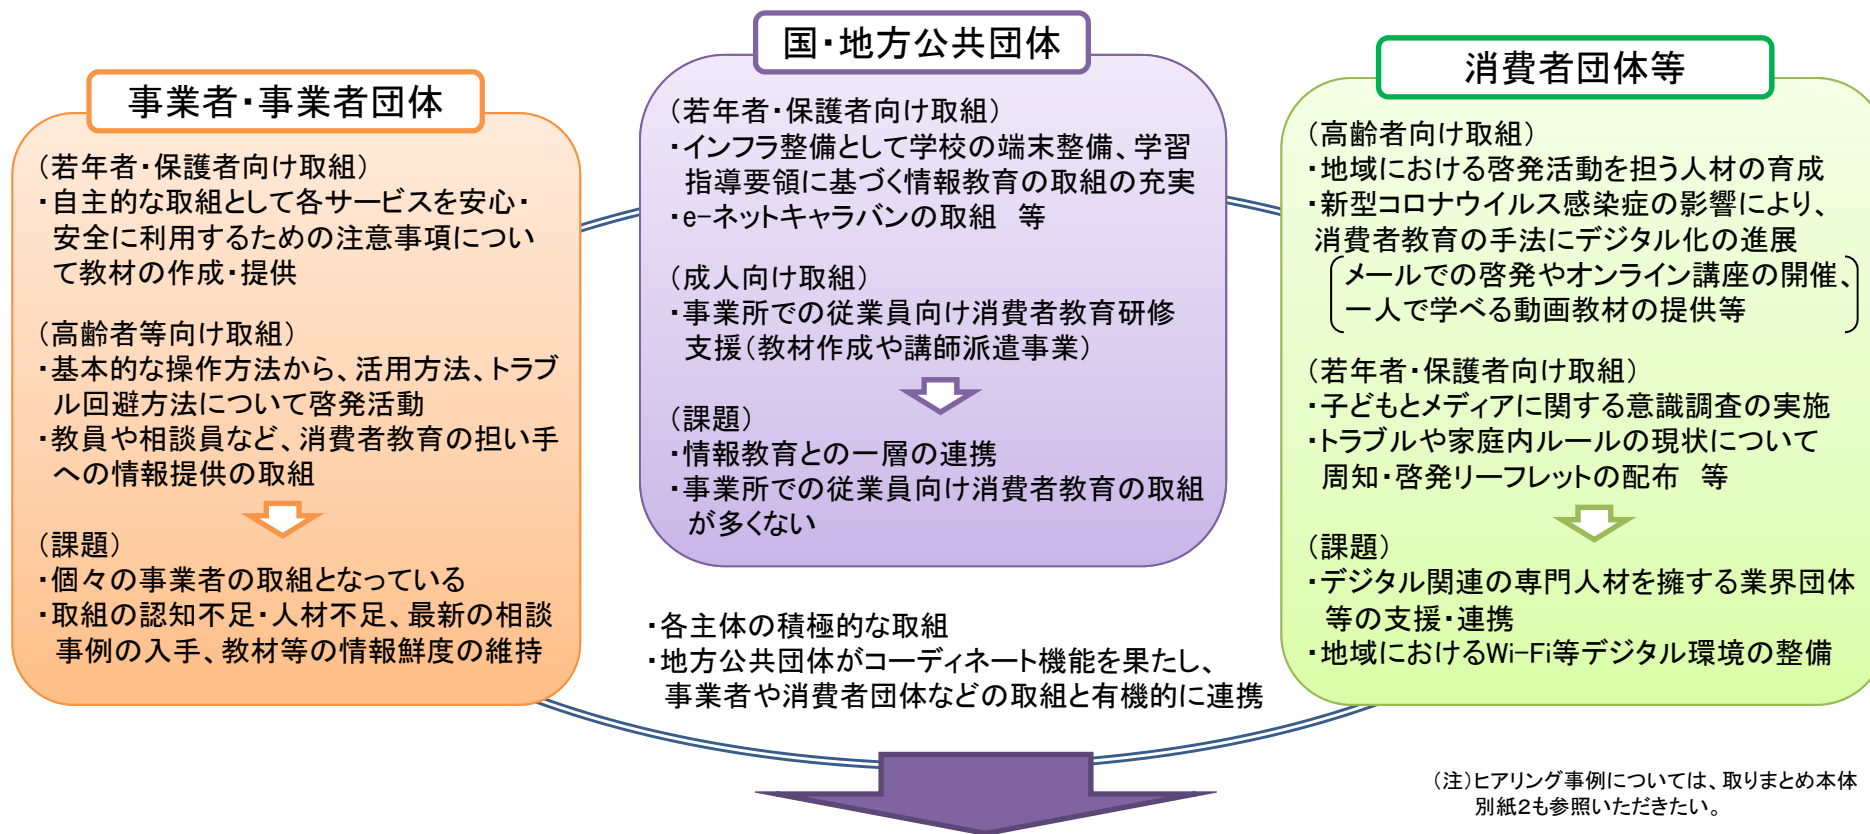 事業者・事業者団体
（若年者・保護者向け取組）
・自主的な取組として各サービスを安心・
安全に利用するための注意事項につい
て教材の作成・提供
（高齢者等向け取組）
・基本的な操作方法から、活用方法、トラブ
ル回避方法について啓発活動
・教員や相談員など、消費者教育の担い手
への情報提供の取組
（課題）
・個々の事業者の取組となっている
・取組の認知不足・人材不足、最新の相談
事例の入手、教材等の情報鮮度の維持
国・地方公共団体
（若年者・保護者向け取組）
・インフラ整備として学校の端末整備、学習
指導要領に基づく情報教育の取組の充実
・e-ネットキャラバンの取組　等
（成人向け取組）
・事業所での従業員向け消費者教育研修
支援（教材作成や講師派遣事業）
（課題）
・情報教育との一層の連携
・事業所での従業員向け消費者教育の取組
が多くない
消費者団体等
（高齢者向け取組）
・地域における啓発活動を担う人材の育成
・新型コロナウイルス感染症の影響により、
消費者教育の手法にデジタル化の進展
メールでの啓発やオンライン講座の開催、
一人で学べる動画教材の提供等
（若年者・保護者向け取組）
・子どもとメディアに関する意識調査の実施
・トラブルや家庭内ルールの現状について
周知・啓発リーフレットの配布　等
（課題）
・デジタル関連の専門人材を擁する業界団体
等の支援・連携
・地域におけるWi-Fi等デジタル環境の整備
・各主体の積極的な取組
・地方公共団体がコーディネート機能を果たし、
事業者や消費者団体などの取組と有機的に連携
（注）ヒアリング事例については、取りまとめ本体
別紙２も参照いただきたい。